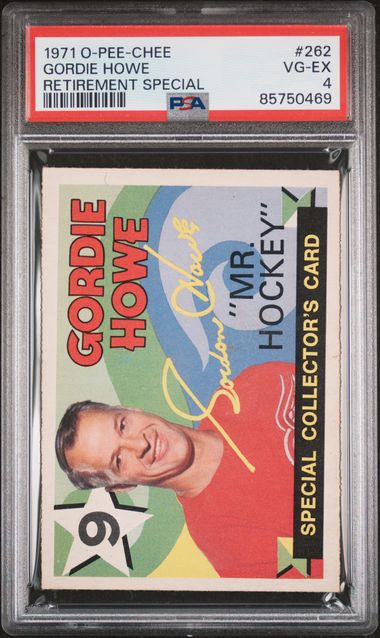 1971 O-PEE-CHEE #262
GORDIE HOWE VG-EX
RETIREMENT SPECIAL 4
PSA 85750469
GORDIE
HOWE
Gordon Howe
"MR.
HOCKEY"
SPECIAL COLLECTOR'S CARD
9